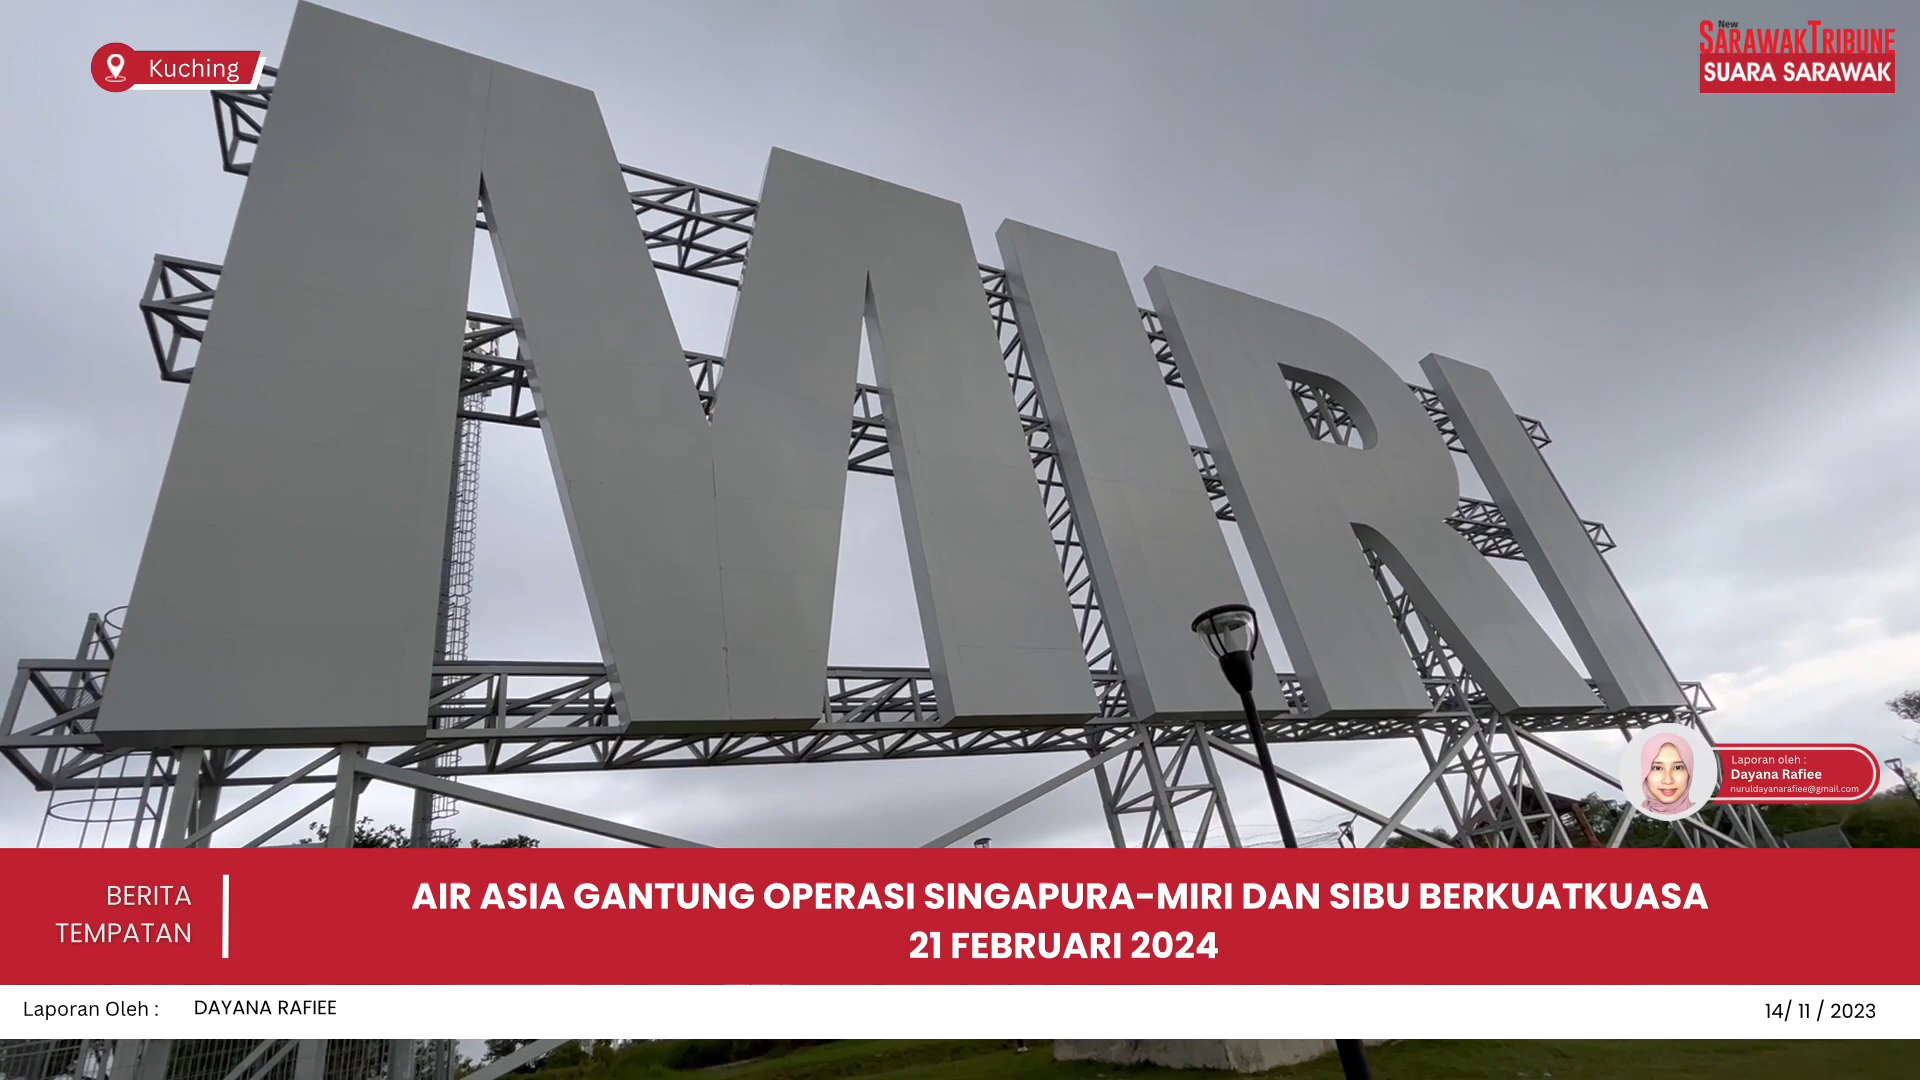 Kuching
New
SARAWAK TRIBUNE
SUARA SARAWAK
MIRI
Laporan oleh :
Dayana Rafiee
nuruldayanarafiee@gmail.com
BERITA
TEMPATAN
AIR ASIA GANTUNG OPERASI SINGAPURA-MIRI DAN SIBU BERKUATKUASA
21 FEBRUARI 2024
Laporan Oleh : DAYANA RAFIEE
14/ 11 / 2023